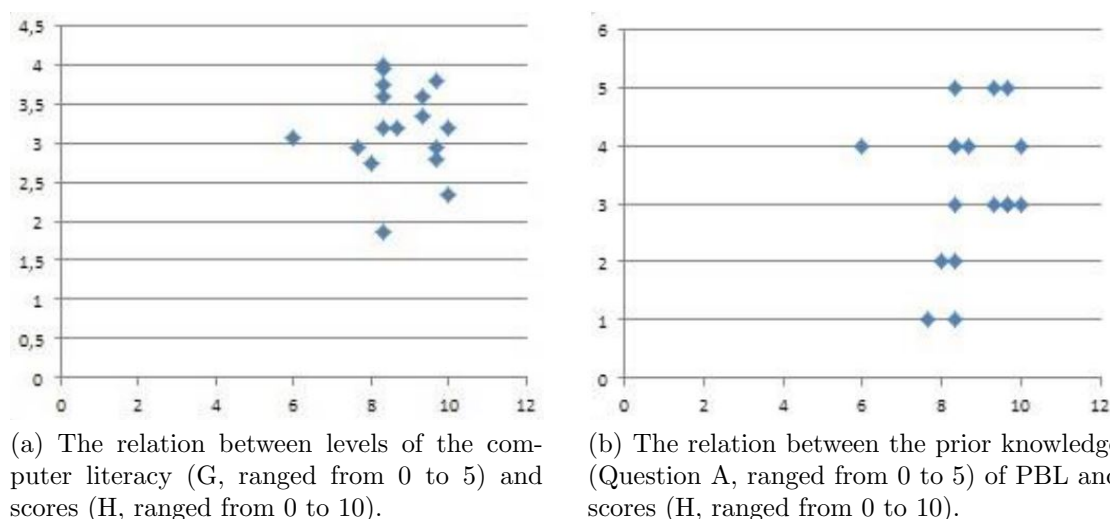 4,5
4
3,5
3
2,5
2
1,5
1
0,5
0
0 2 4 6 8 10 12
(a) The relation between levels of the com-
puter literacy (G, ranged from 0 to 5) and
scores (H, ranged from 0 to 10).
6
5
4
3
2
1
0
0 2 4 6 8 10 12
(b) The relation between the prior knowledge
(Question A, ranged from 0 to 5) of PBL and
scores (H, ranged from 0 to 10).